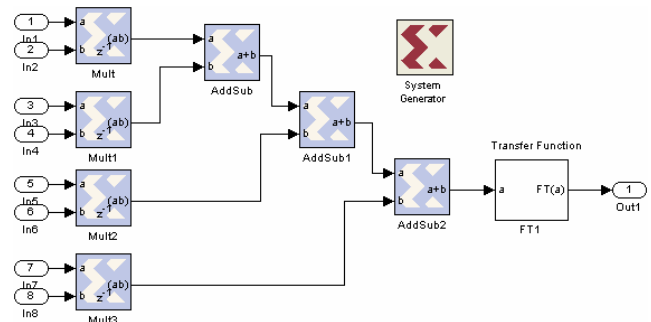 1
In1
2
In2
a
b
z-1
(ab)
Mult
3
In3
4
In4
a
b
z-1
(ab)
Mult1
5
In5
6
In6
a
b
z-1
(ab)
Mult2
7
In7
8
In8
a
b
z-1
(ab)
Mult3
a
b
a+b
AddSub
a
b
a+b
AddSub1
a
b
a+b
AddSub2
System
Generator
Transfer Function
a
FT(a)
FT1
1
Out1